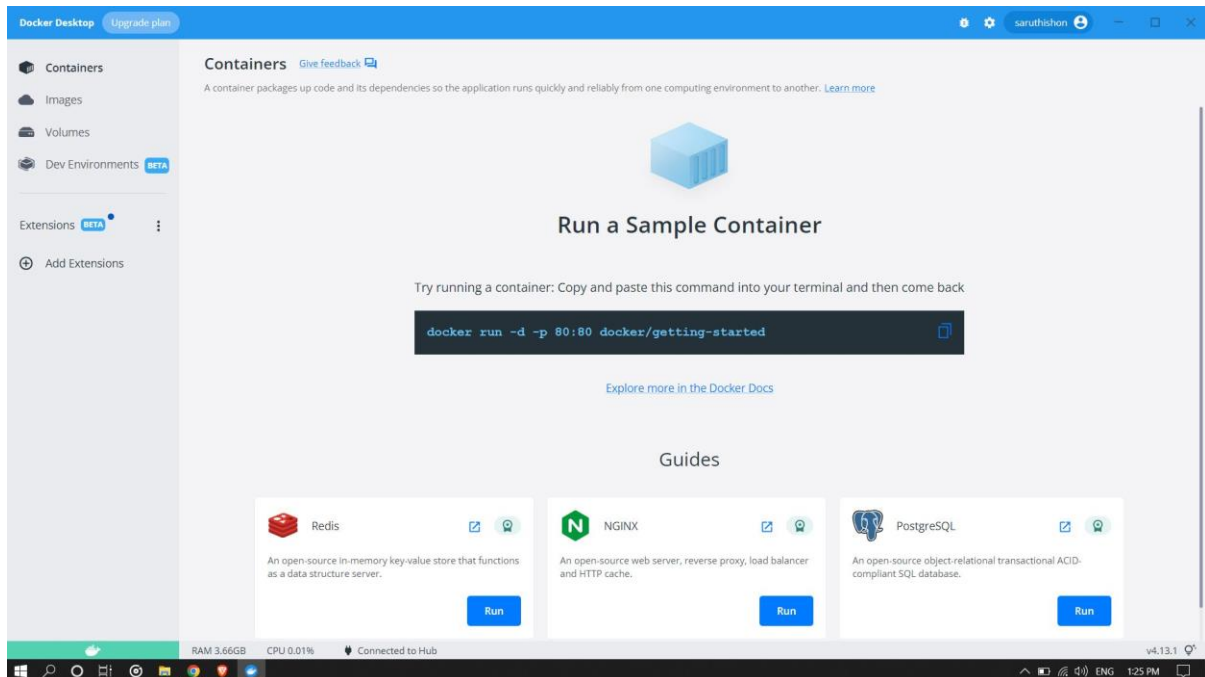 Docker Desktop Upgrade plan saruthishon
Containers
Images
Volumes
Dev Environments BETA
Extensions BETA
Add Extensions
Containers Give feedback
A container packages up code and its dependencies so the application runs quickly and reliably from one computing environment to another. Learn more
Run a Sample Container
Try running a container: Copy and paste this command into your terminal and then come back
docker run -d -p 80:80 docker/getting-started
Explore more in the Docker Docs
Guides
Redis
An open-source in-memory key-value store that functions
as a data structure server.
Run
NGINX
An open-source web server, reverse proxy, load balancer
and HTTP cache.
Run
PostgreSQL
An open-source object-relational transactional ACID-
compliant SQL database.
Run
RAM 3.66GB CPU 0.01% Connected to Hub v4.13.1
ENG 1:25 PM